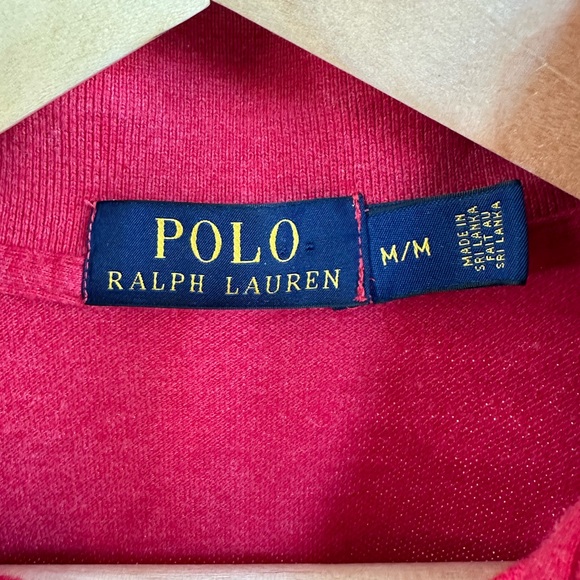 POLO
RALPH LAUREN
M/M
MADE IN
SRI LANKA
FAIT AU
SRI LANKA